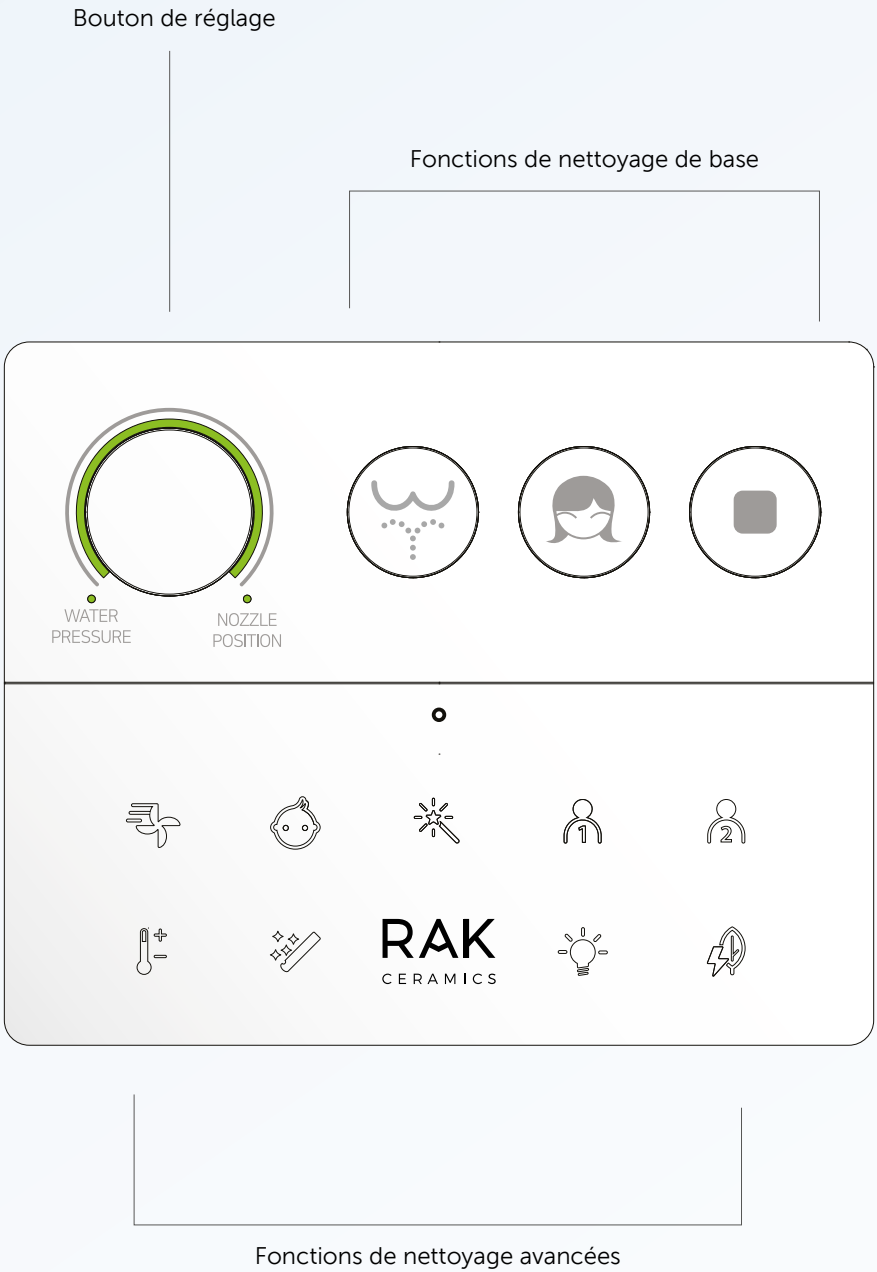 Bouton de réglage
Fonctions de nettoyage de base
WATER
PRESSURE
NOZZLE
POSITION
1
2
RAK
CERAMICS
Fonctions de nettoyage avancées